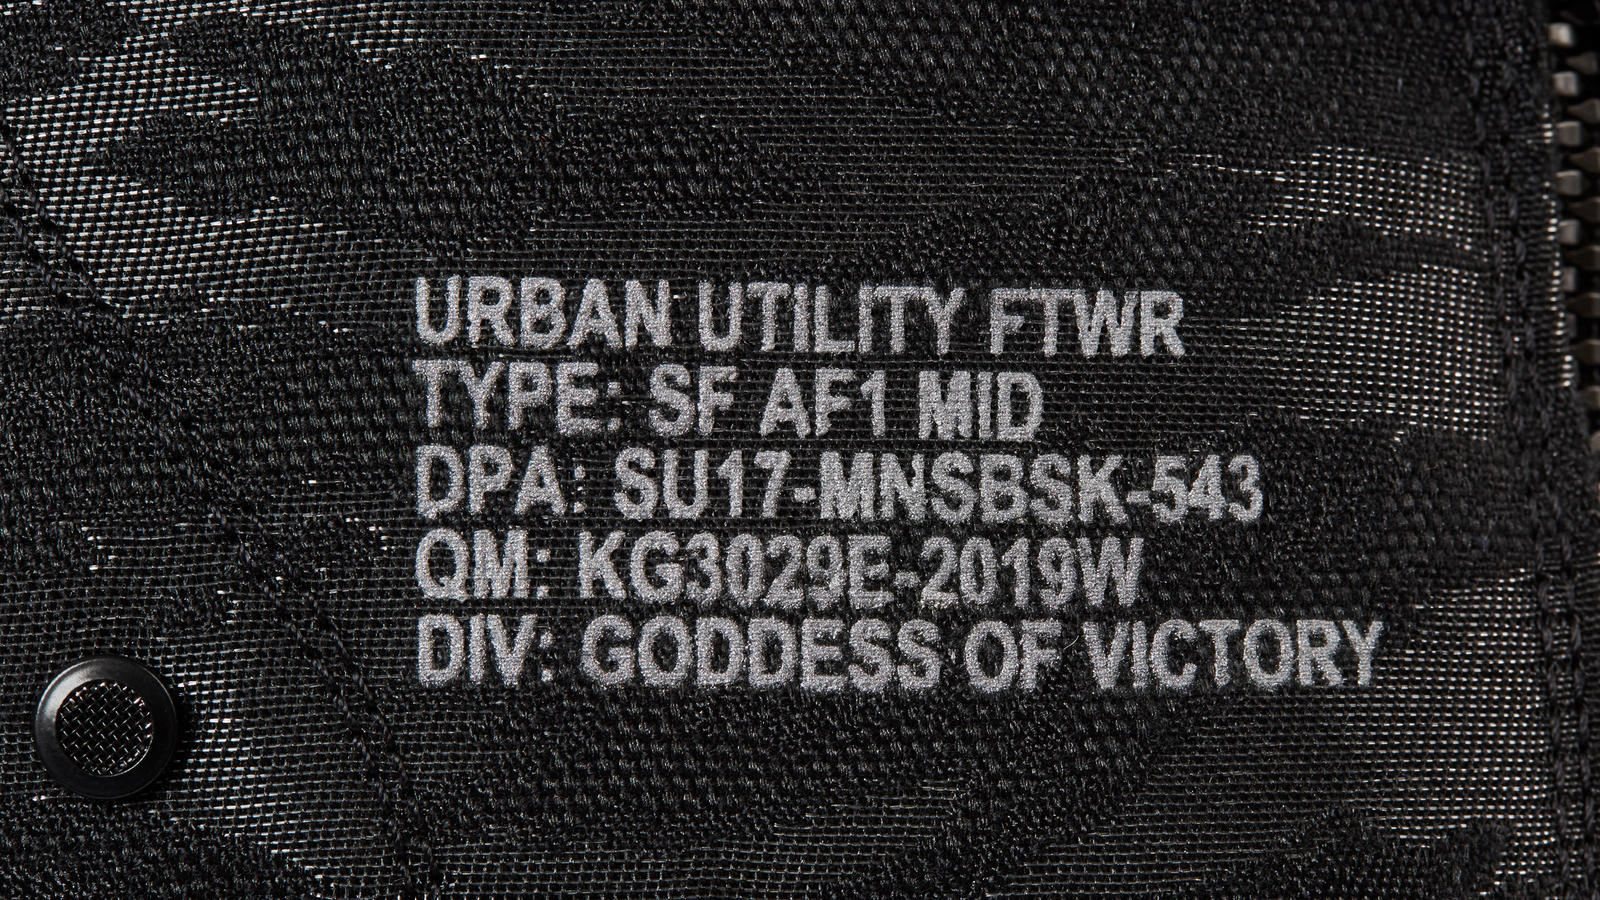 URBAN UTILITY FTWR
TYPE: SF AF1 MID
DPA: SU17-MNSBSK-543
QM: KG3029E-2019W
DIV: GODDESS OF VICTORY